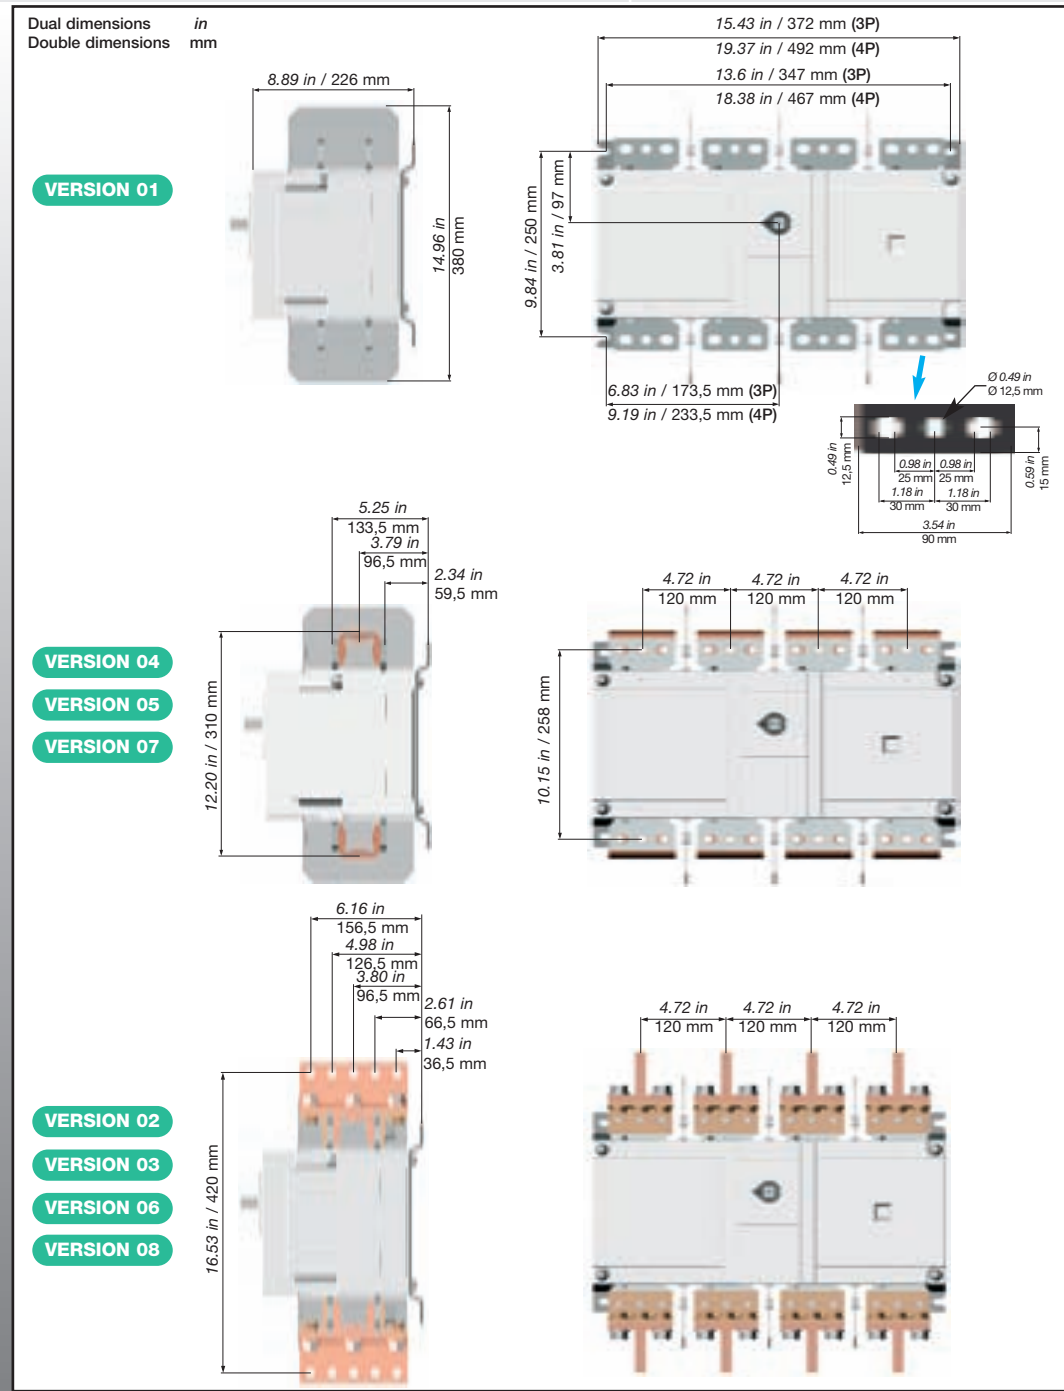 Dual dimensions in
Double dimensions mm
15.43 in / 372 mm (3P)
19.37 in / 492 mm (4P)
13.6 in / 347 mm (3P)
18.38 in / 467 mm (4P)
8.89 in / 226 mm
VERSION 01
14.96 in
380 mm
9.84 in / 250 mm
3.81 in / 97 mm
6.83 in / 173,5 mm (3P)
9.19 in / 233,5 mm (4P)
Ø 0.49 in
Ø 12,5 mm
0.49 in
12,5 mm
0.98 in 0.98 in
25 mm 25 mm
1.18 in 1.18 in
30 mm 30 mm
0.59 in
15 mm
3.54 in
90 mm
5.25 in
133,5 mm
3.79 in
96,5 mm
2.34 in
59,5 mm
4.72 in 4.72 in 4.72 in
120 mm 120 mm 120 mm
VERSION 04
VERSION 05
VERSION 07
12.20 in / 310 mm
10.15 in / 258 mm
6.16 in
156,5 mm
4.98 in
126,5 mm
3.80 in
96,5 mm
2.61 in
66,5 mm
1.43 in
36,5 mm
4.72 in 4.72 in 4.72 in
120 mm 120 mm 120 mm
VERSION 02
VERSION 03
VERSION 06
VERSION 08
16.53 in / 420 mm